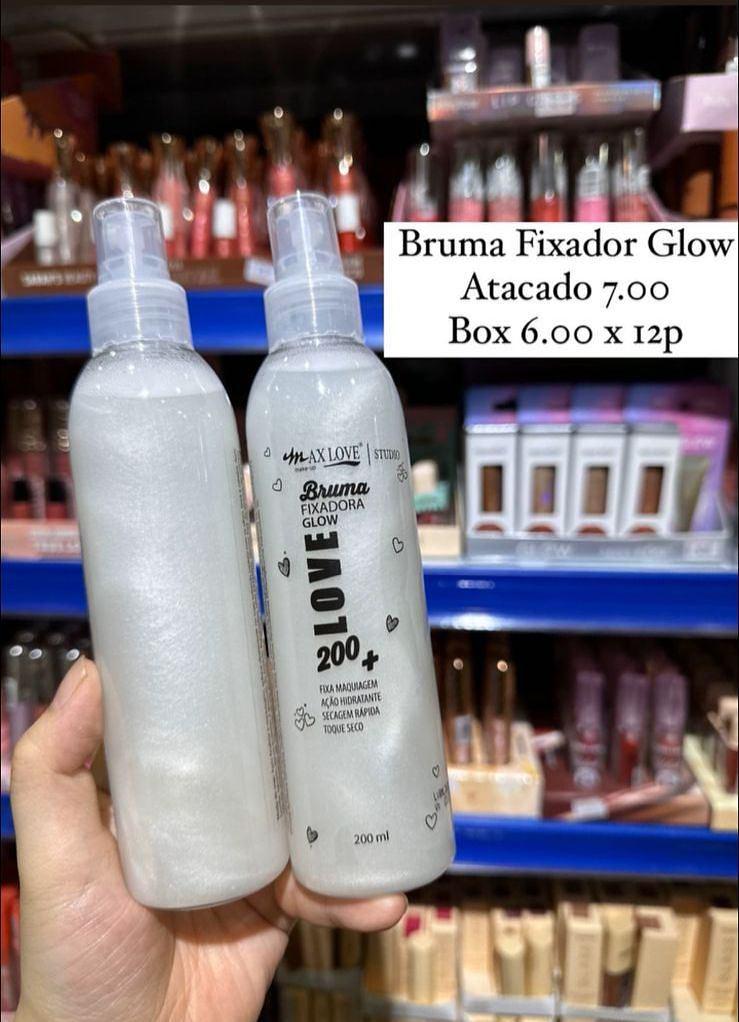 Bruma Fixador Glow
Atacado 7.00
Box 6.00 x 12p
MAX LOVE® | STUDIO
make-up
Bruma
FIXADORA
GLOW
LOVE
200+
FIXA MAQUIAGEM
AÇÃO HIDRATANTE
SECAGEM RÁPIDA
TOQUE SECO
200 ml